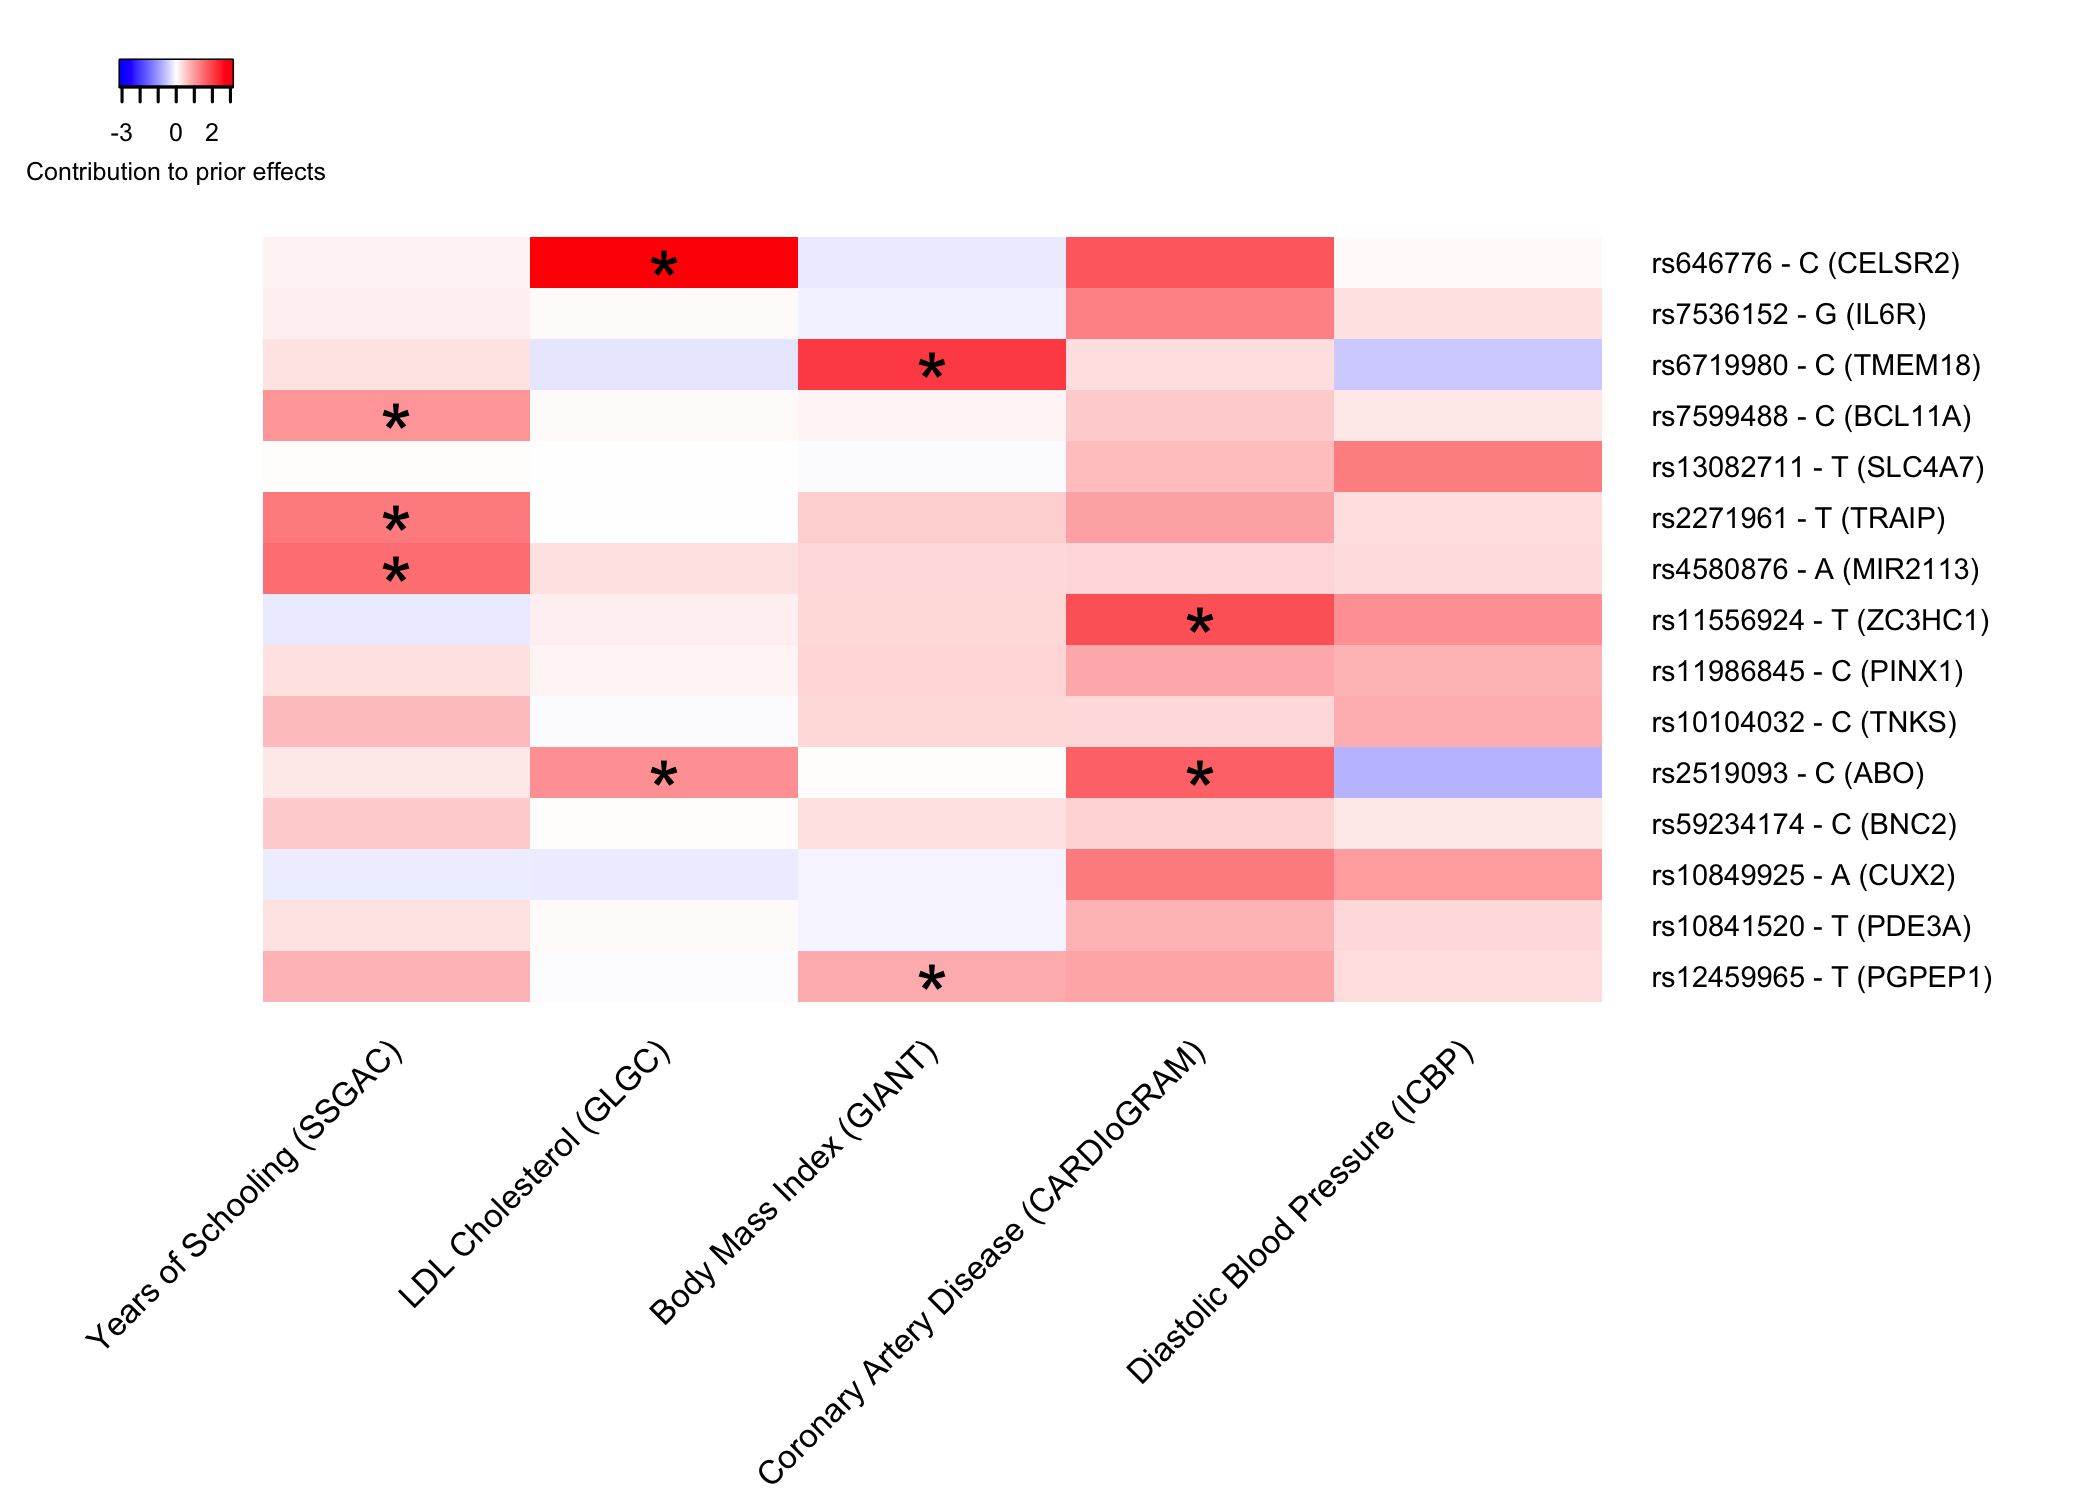 -3 0 2
Contribution to prior effects
*
rs646776 - C (CELSR2)
rs7536152 - G (IL6R)
*
rs6719980 - C (TMEM18)
*
rs7599488 - C (BCL11A)
rs13082711 - T (SLC4A7)
*
rs2271961 - T (TRAIP)
*
rs4580876 - A (MIR2113)
*
rs11556924 - T (ZC3HC1)
rs11986845 - C (PINX1)
rs10104032 - C (TNKS)
* *
rs2519093 - C (ABO)
rs59234174 - C (BNC2)
rs10849925 - A (CUX2)
rs10841520 - T (PDE3A)
*
rs12459965 - T (PGPEP1)
Years of Schooling (SSGAC)
LDL Cholesterol (GLGC)
Body Mass Index (GIANT)
Coronary Artery Disease (CARDIoGRAM)
Diastolic Blood Pressure (ICBP)